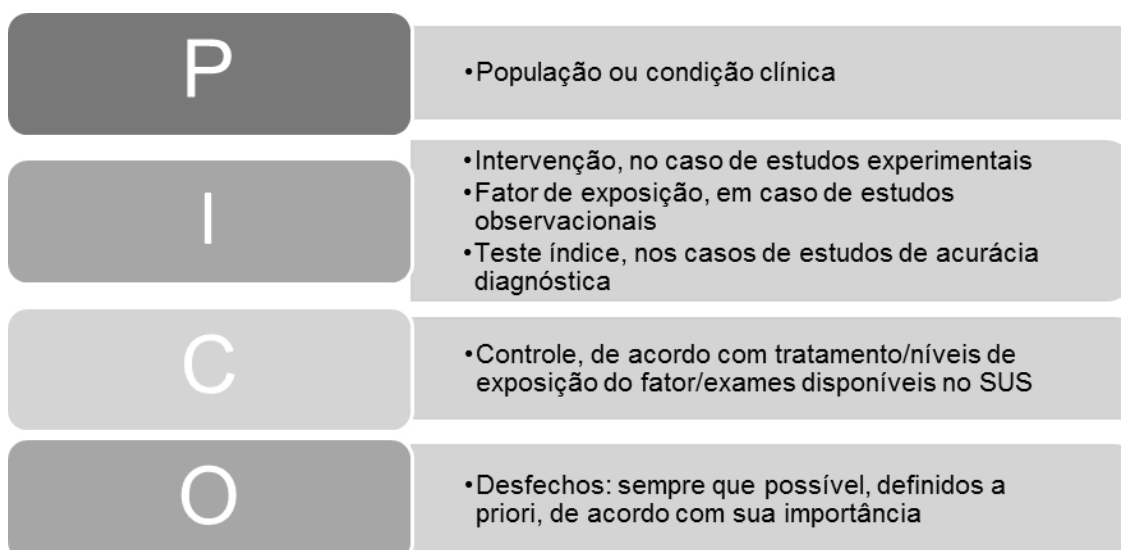 P
•População ou condição clínica
I
•Intervenção, no caso de estudos experimentais
•Fator de exposição, em caso de estudos
observacionais
•Teste índice, nos casos de estudos de acurácia
diagnóstica
C
•Controle, de acordo com tratamento/níveis de
exposição do fator/exames disponíveis no SUS
O
•Desfechos: sempre que possível, definidos a
priori, de acordo com sua importância